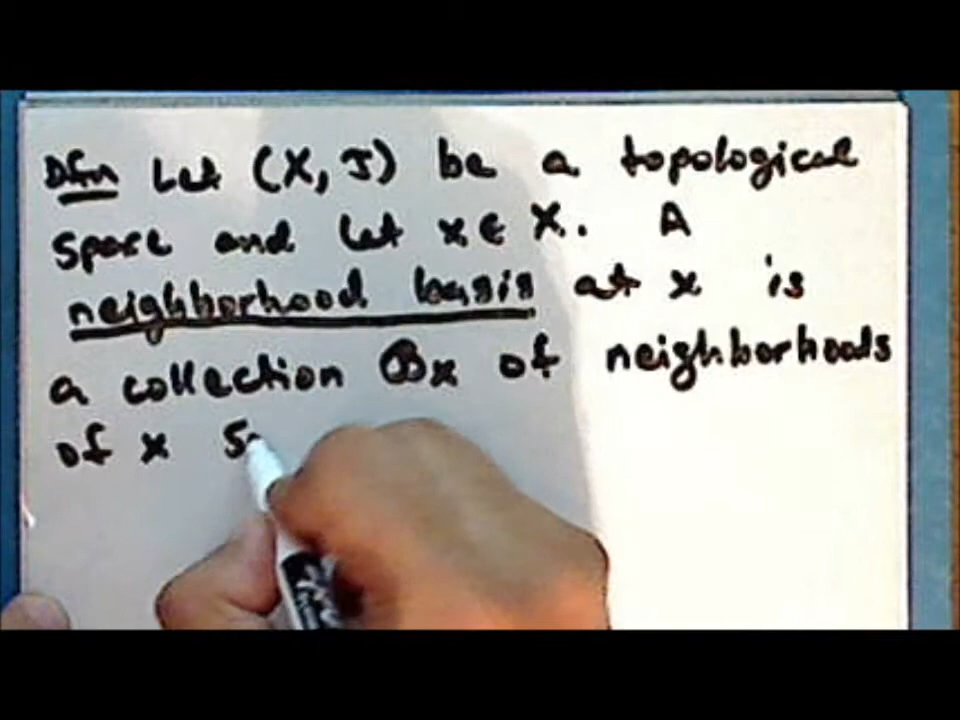 Dfn Let (X, J) be a topological
space and let x ∈ X. A
neighborhood basis at x is
a collection Bx of neighborhoods
of x